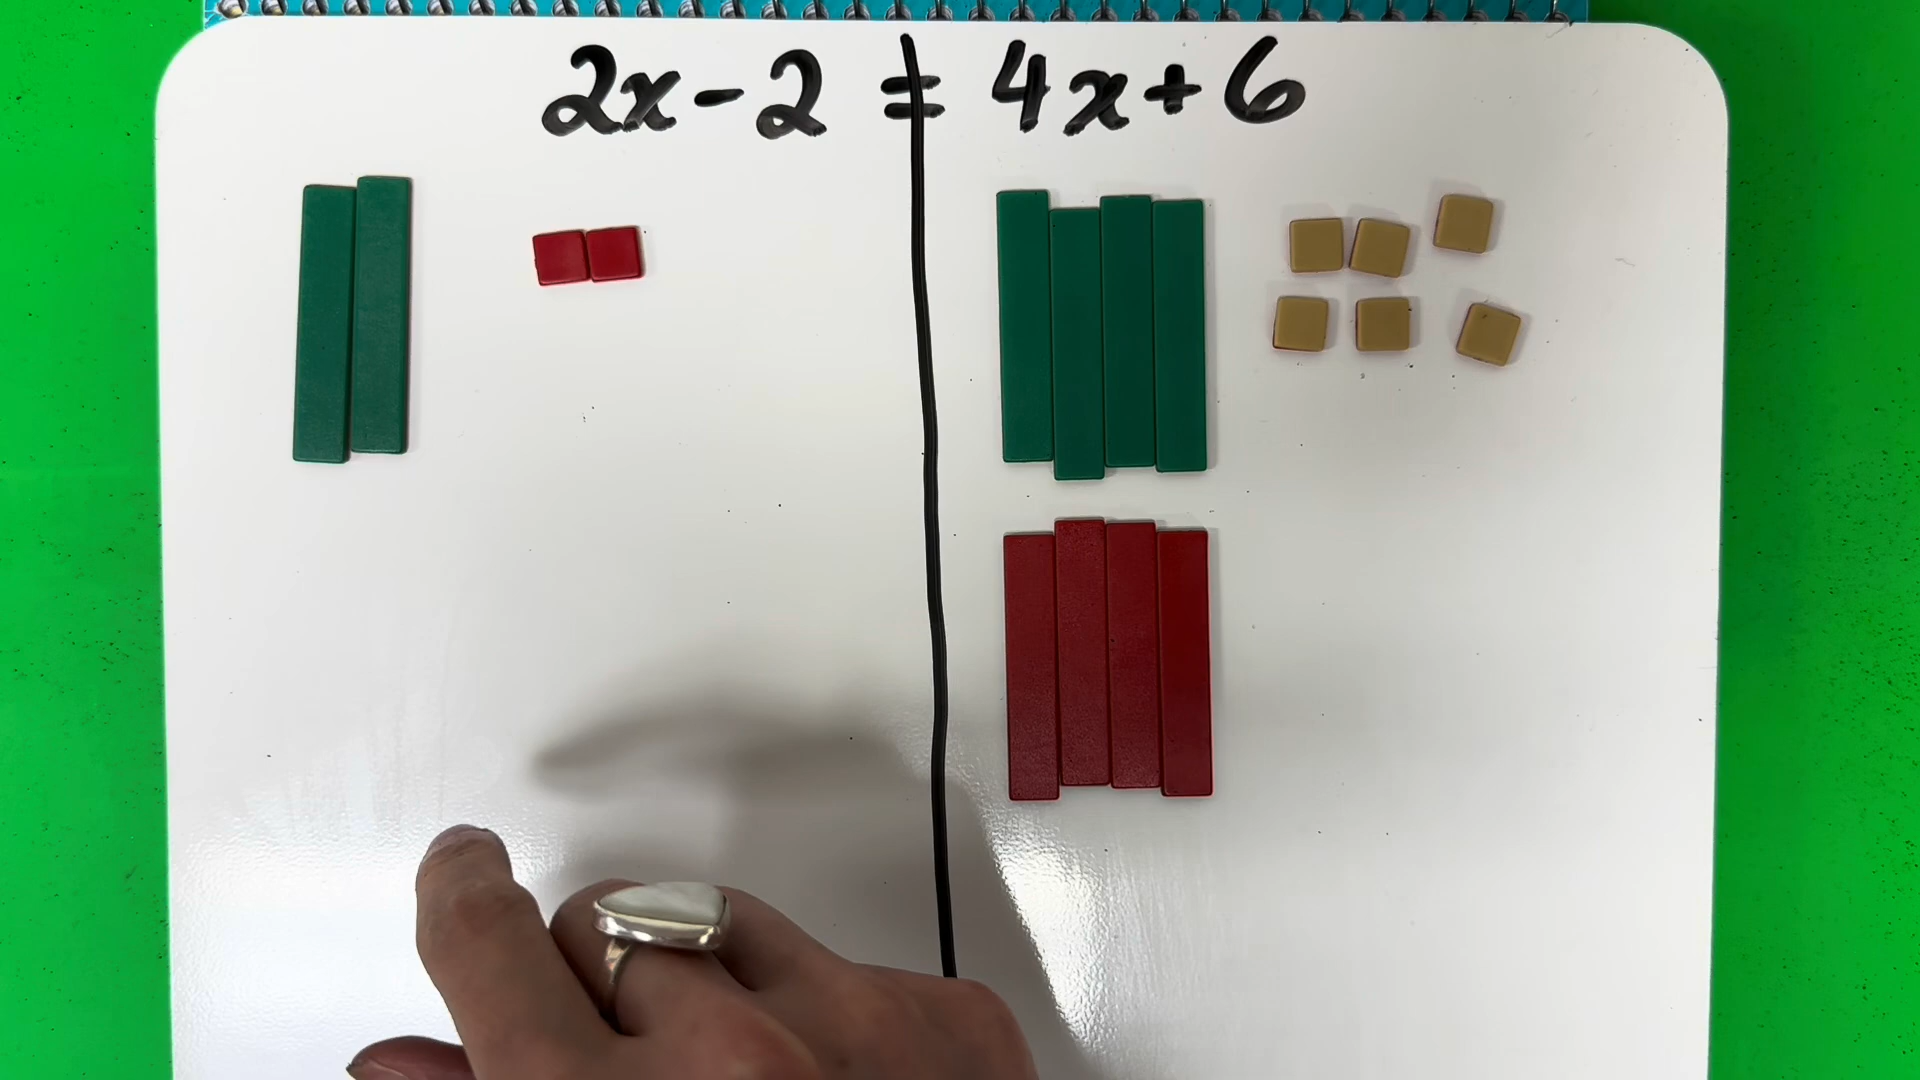 2x - 2 = 4x + 6